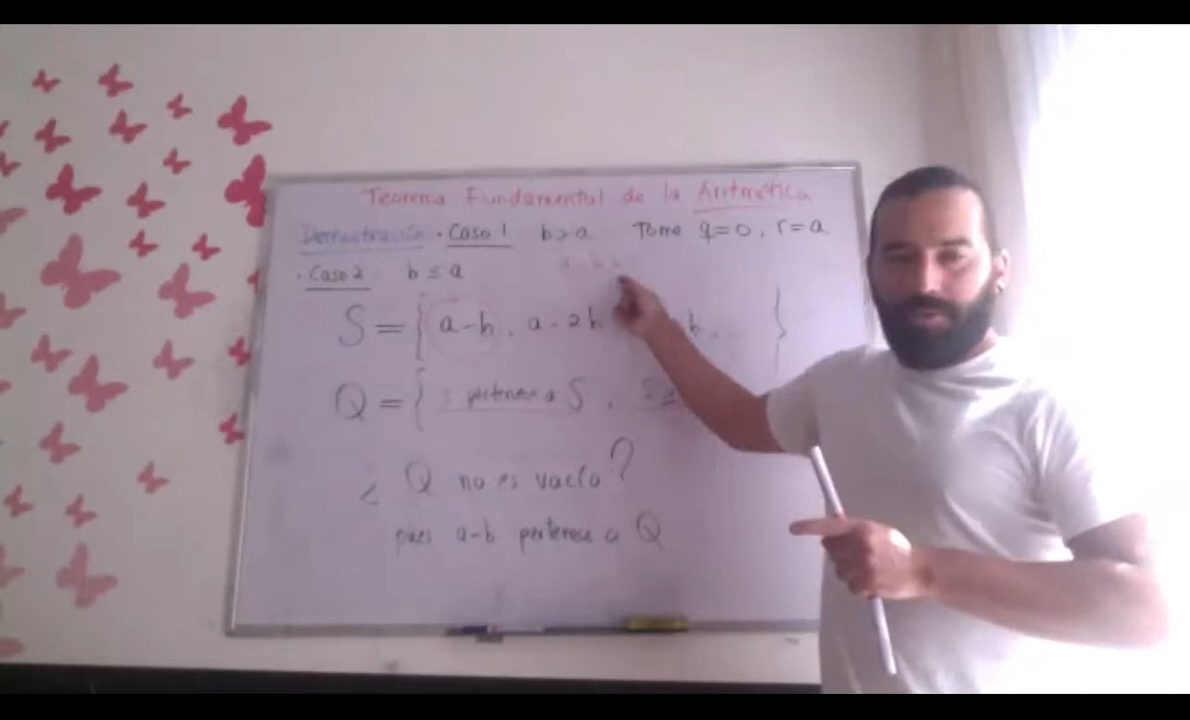 Teorema Fundamental de la Aritmética
Demostración · Caso 1 b > a Tome q=0, r=a
· Caso 2 b ≤ a
S = { a-b, a-2b b, }
Q = { pertenece a S,
Q no es vacío?
pues a-b pertenece a Q